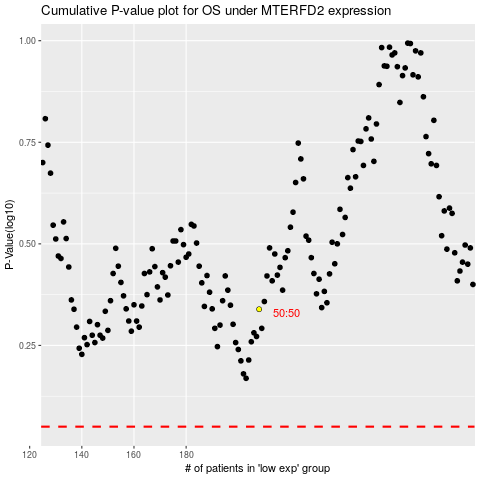 Cumulative P-value plot for OS under MTERFD2 expression
P-Value(log10)
1.00
0.75
0.50
0.25
50:50
120 140 160 180
# of patients in 'low exp' group